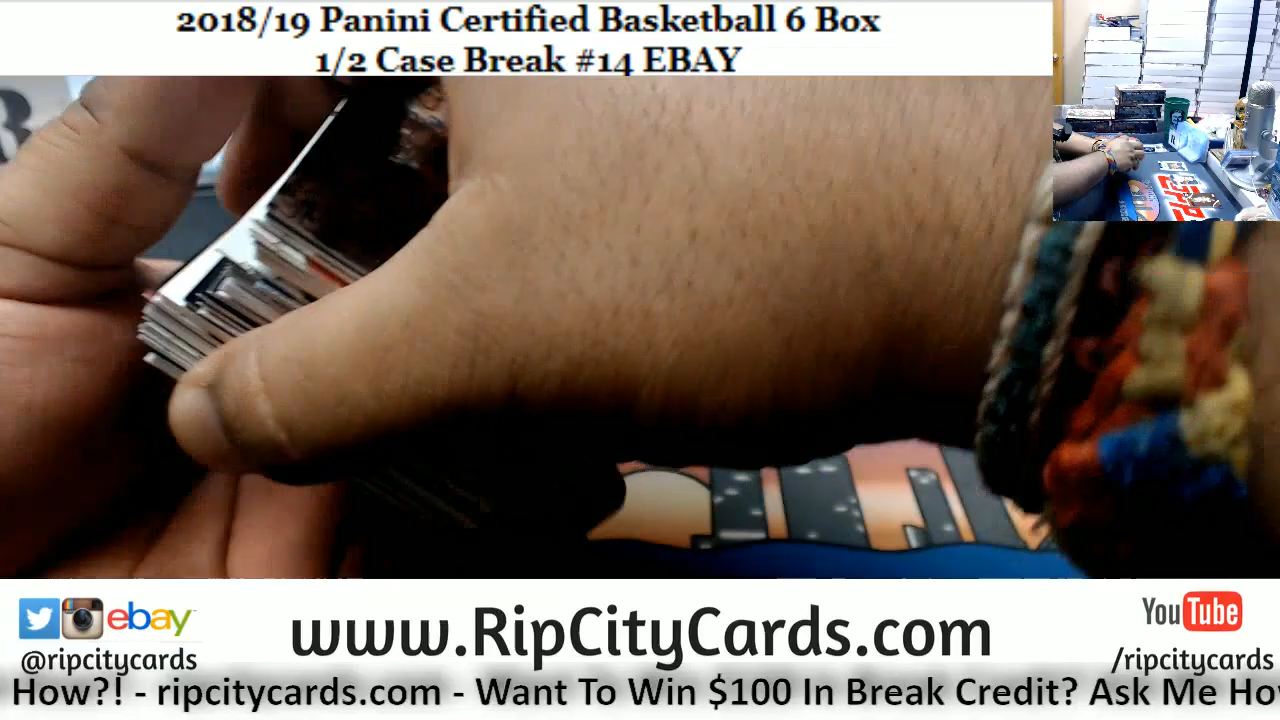 2018/19 Panini Certified Basketball 6 Box
1/2 Case Break #14 EBAY
ebay
@ripcitycards
www.RipCityCards.com
YouTube
/ripcitycards
How?! - ripcitycards.com - Want To Win $100 In Break Credit? Ask Me Ho